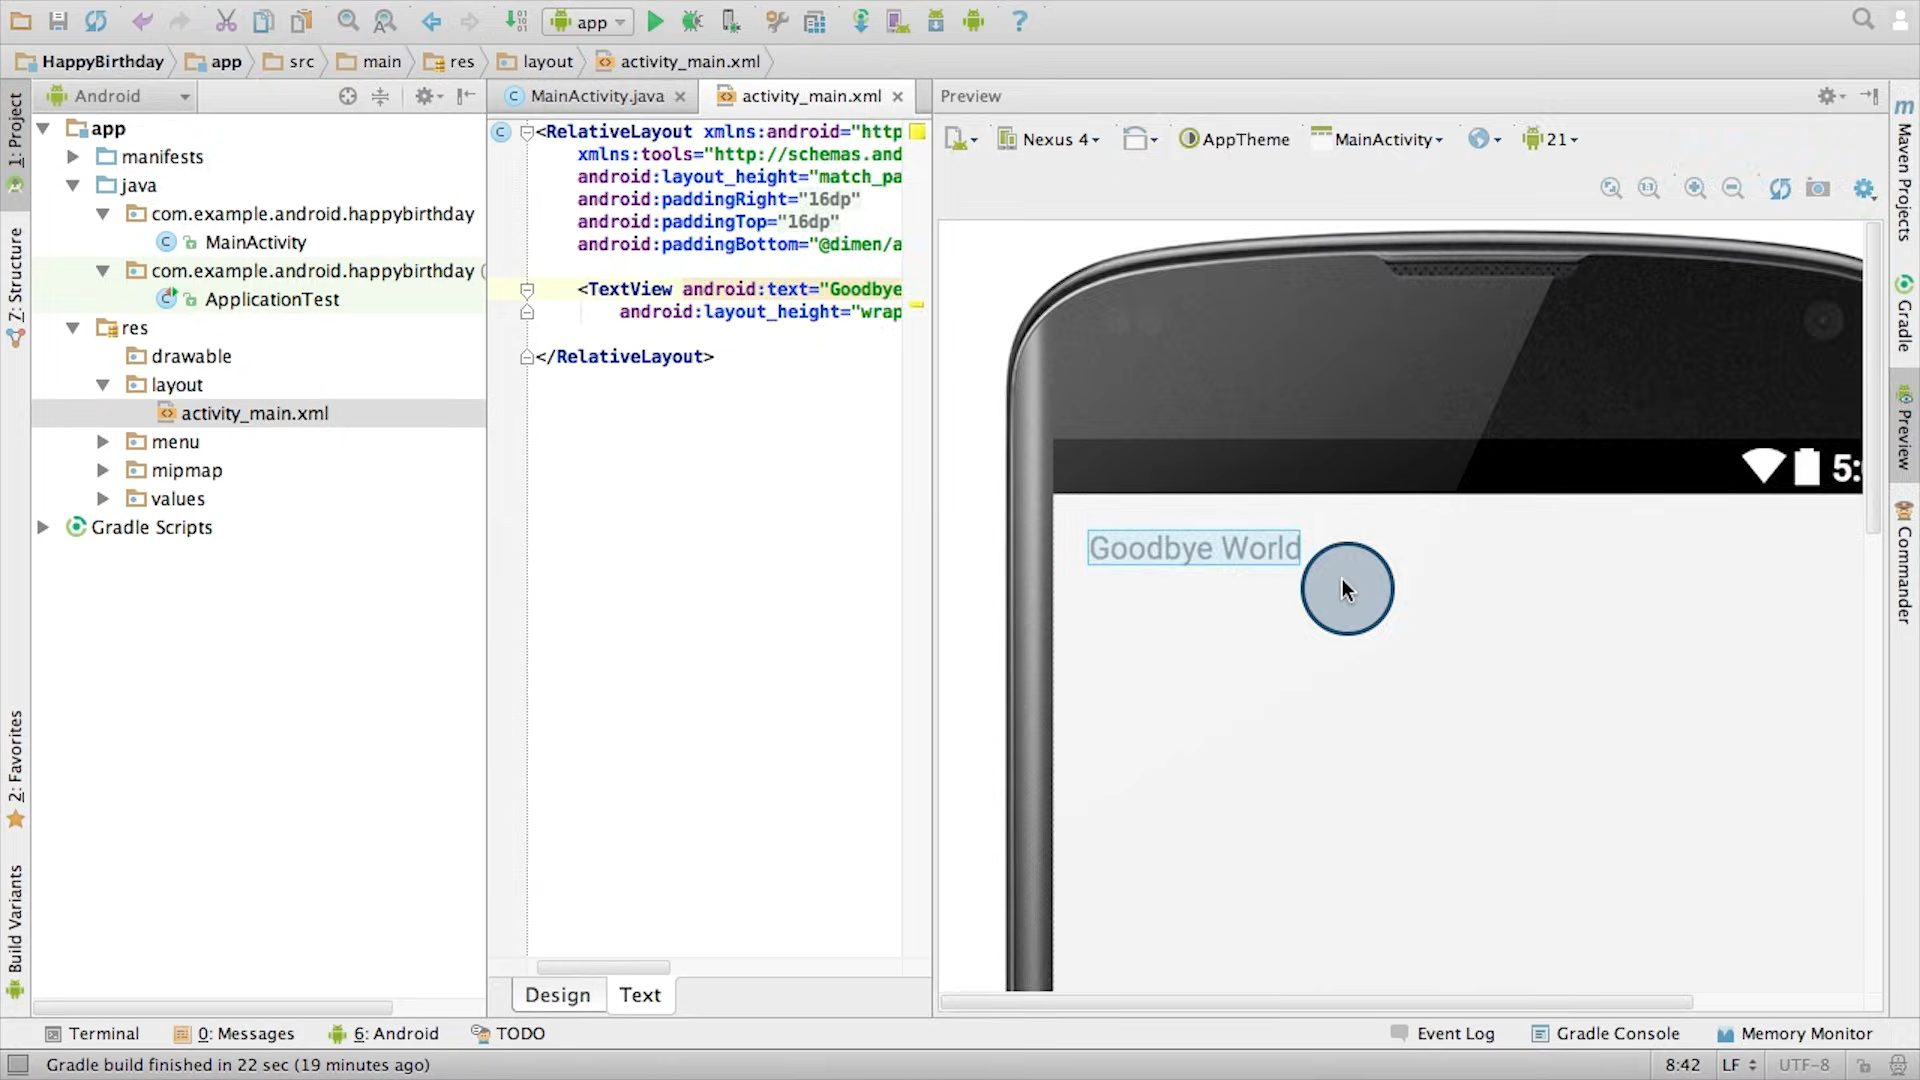 app
HappyBirthday app src main res layout activity_main.xml
Android
MainActivity.java activity_main.xml
Preview
1: Project
Z: Structure
2: Favorites
Build Variants
app
manifests
java
com.example.android.happybirthday
MainActivity
com.example.android.happybirthday (
ApplicationTest
res
drawable
layout
activity_main.xml
menu
mipmap
values
Gradle Scripts
<RelativeLayout xmlns:android="http
xmlns:tools="http://schemas.and
android:layout_height="match_pa
android:paddingRight="16dp"
android:paddingTop="16dp"
android:paddingBottom="@dimen/a
<TextView android:text="Goodbye
android:layout_height="wrap
</RelativeLayout>
Design Text
Nexus 4 AppTheme MainActivity 21
5:
Goodbye World
Maven Projects
Gradle
Preview
Commander
Terminal 0: Messages 6: Android TODO Event Log Gradle Console Memory Monitor
Gradle build finished in 22 sec (19 minutes ago) 8:42 LF UTF-8